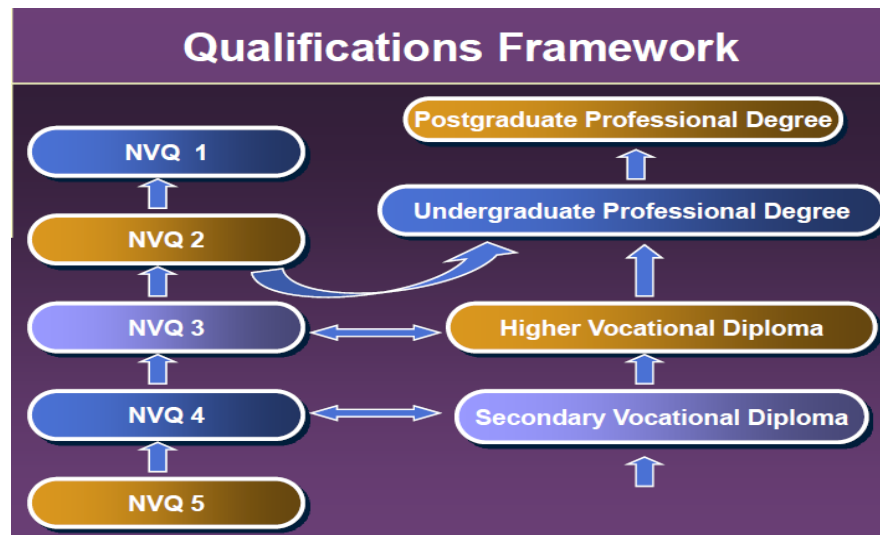 Qualifications Framework
NVQ 1
NVQ 2
NVQ 3
NVQ 4
NVQ 5
Postgraduate Professional Degree
Undergraduate Professional Degree
Higher Vocational Diploma
Secondary Vocational Diploma